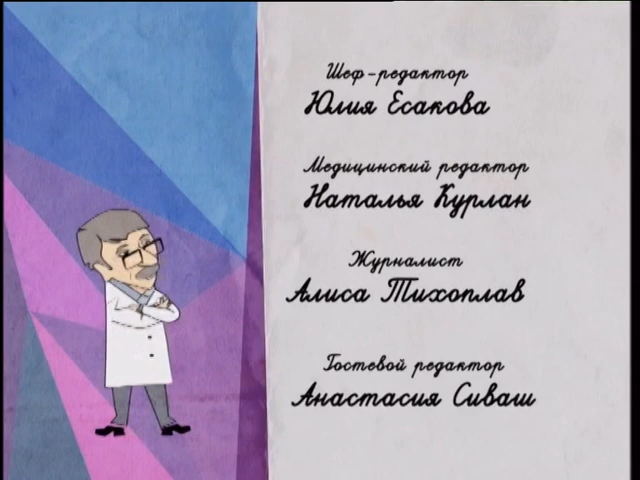 Шеф-редактор
Юлия Есакова
Медицинский редактор
Наталья Курлан
Журналист
Алиса Тихоплав
Гостевой редактор
Анастасия Сиваш